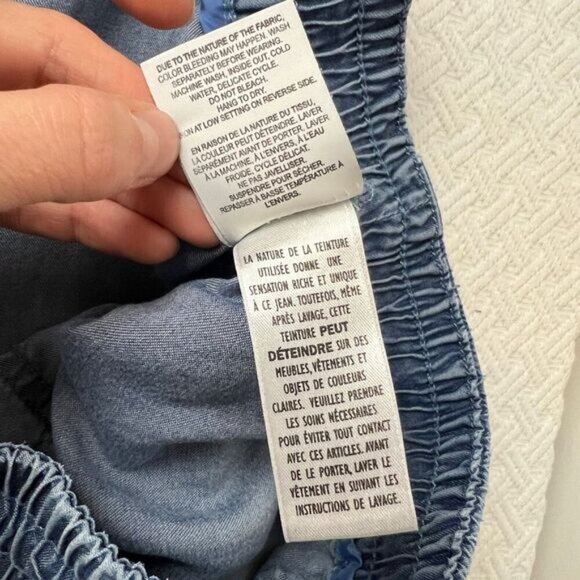 DUE TO THE NATURE OF THE FABRIC,
COLOR BLEEDING MAY HAPPEN. WASH
SEPARATELY BEFORE WEARING.
MACHINE WASH, INSIDE OUT, COLD
WATER, DELICATE CYCLE.
DO NOT BLEACH.
HANG TO DRY.
ON AT LOW SETTING ON REVERSE SIDE.
EN RAISON DE LA NATURE DU TISSU,
LA COULEUR PEUT DÉTEINDRE, LAVER
SÉPARÉMENT AVANT DE PORTER, LAVER
À LA MACHINE, À L'ENVERS, À L'EAU
FROIDE, CYCLE DÉLICAT.
NE PAS JAVELLISER.
SUSPENDRE POUR SÉCHER.
REPASSER À BASSE TEMPÉRATURE À
L'ENVERS.
LA NATURE DE LA TEINTURE
UTILISÉE DONNE UNE
SENSATION RICHE ET UNIQUE
À CE JEAN. TOUTEFOIS, MÊME
APRÈS LAVAGE, CETTE
TEINTURE PEUT
DÉTEINDRE SUR DES
MEUBLES, VÊTEMENTS ET
OBJETS DE COULEURS
CLAIRES. VEUILLEZ PRENDRE
LES SOINS NÉCESSAIRES
POUR ÉVITER TOUT CONTACT
AVEC CES ARTICLES. AVANT
DE LE PORTER, LAVER LE
VÊTEMENT EN SUIVANT LES
INSTRUCTIONS DE LAVAGE.